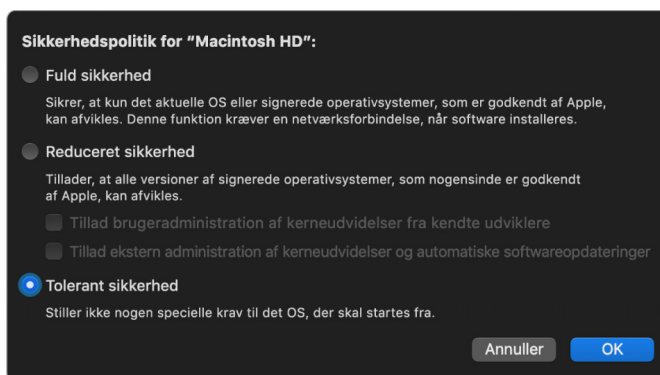 Sikkerhedspolitik for “Macintosh HD”:
Fuld sikkerhed
Sikrer, at kun det aktuelle OS eller signerede operativsystemer, som er godkendt af Apple,
kan afvikles. Denne funktion kræver en netværksforbindelse, når software installeres.
Reduceret sikkerhed
Tillader, at alle versioner af signerede operativsystemer, som nogensinde er godkendt
af Apple, kan afvikles.
Tillad brugeradministration af kerneudvidelser fra kendte udviklere
Tillad ekstern administration af kerneudvidelser og automatiske softwareopdateringer
Tolerant sikkerhed
Stiller ikke nogen specielle krav til det OS, der skal startes fra.
Annuller OK